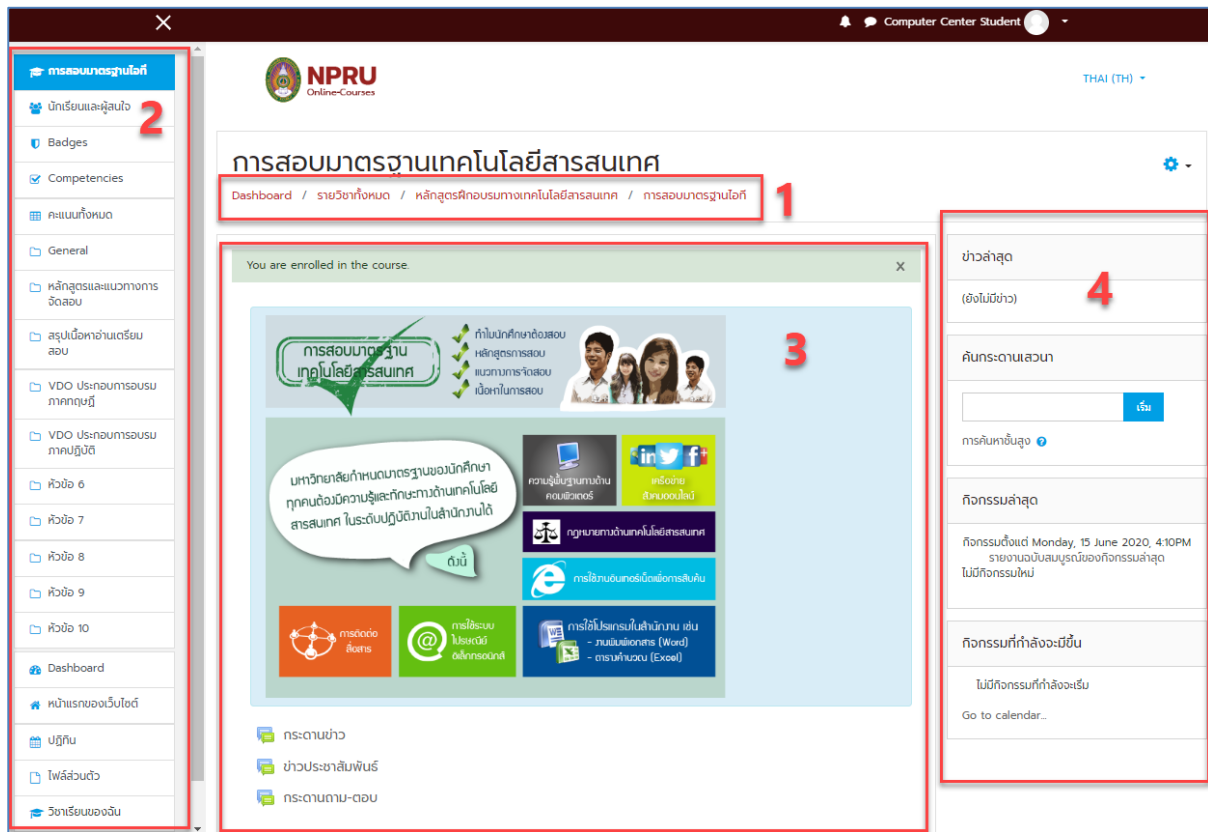 Computer Center Student
การสอบมาตรฐานไอที
นักเรียนและผู้สนใจ
Badges
Competencies
คะแนนทั้งหมด
General
หลักสูตรและแนวทางการ
จัดสอบ
สรุปเนื้อหาอ่านเตรียม
สอบ
VDO ประกอบการอบรม
ภาคทฤษฎี
VDO ประกอบการอบรม
ภาคปฏิบัติ
หัวข้อ 6
หัวข้อ 7
หัวข้อ 8
หัวข้อ 9
หัวข้อ 10
Dashboard
หน้าแรกของเว็บไซต์
ปฏิทิน
ไฟล์ส่วนตัว
วิชาเรียนของฉัน
2
NPRU
Online-Courses
THAI (TH)
การสอบมาตรฐานเทคโนโลยีสารสนเทศ
Dashboard / รายวิชาทั้งหมด / หลักสูตรฝึกอบรมทางเทคโนโลยีสารสนเทศ / การสอบมาตรฐานไอที
1
You are enrolled in the course.
x
3
การสอบมาตรฐาน
เทคโนโลยีสารสนเทศ
ทำไมนักศึกษาต้องสอบ
หลักสูตรการสอบ
แนวทางการจัดสอบ
เนื้อหาในการสอบ
มหาวิทยาลัยกำหนดมาตรฐานของนักศึกษา
ทุกคนต้องมีความรู้และทักษะทางด้านเทคโนโลยี
สารสนเทศ ในระดับปฏิบัติงานในสำนักงานได้
ดังนี้
ความรู้พื้นฐานทางด้าน
คอมพิวเตอร์
in f
เครือข่าย
สังคมออนไลน์
กฎหมายทางด้านเทคโนโลยีสารสนเทศ
การใช้งานอินเทอร์เน็ตเพื่อการสืบค้น
การติดต่อ
สื่อสาร
@
การใช้ระบบ
ไปรษณีย์
อิเล็กทรอนิกส์
การใช้โปรแกรมในสำนักงาน เช่น
- งานพิมพ์เอกสาร (Word)
- ตารางคำนวณ (Excel)
กระดานข่าว
ข่าวประชาสัมพันธ์
กระดานถาม-ตอบ
4
ข่าวล่าสุด
(ยังไม่มีข่าว)
ค้นกระดานเสวนา
เริ่ม
การค้นหาชั้นสูง ?
กิจกรรมล่าสุด
กิจกรรมตั้งแต่ Monday, 15 June 2020, 4:10PM
รายงานฉบับสมบูรณ์ของกิจกรรมล่าสุด
ไม่มีกิจกรรมใหม่
กิจกรรมที่กำลังจะมีขึ้น
ไม่มีกิจกรรมที่กำลังจะเริ่ม
Go to calendar...